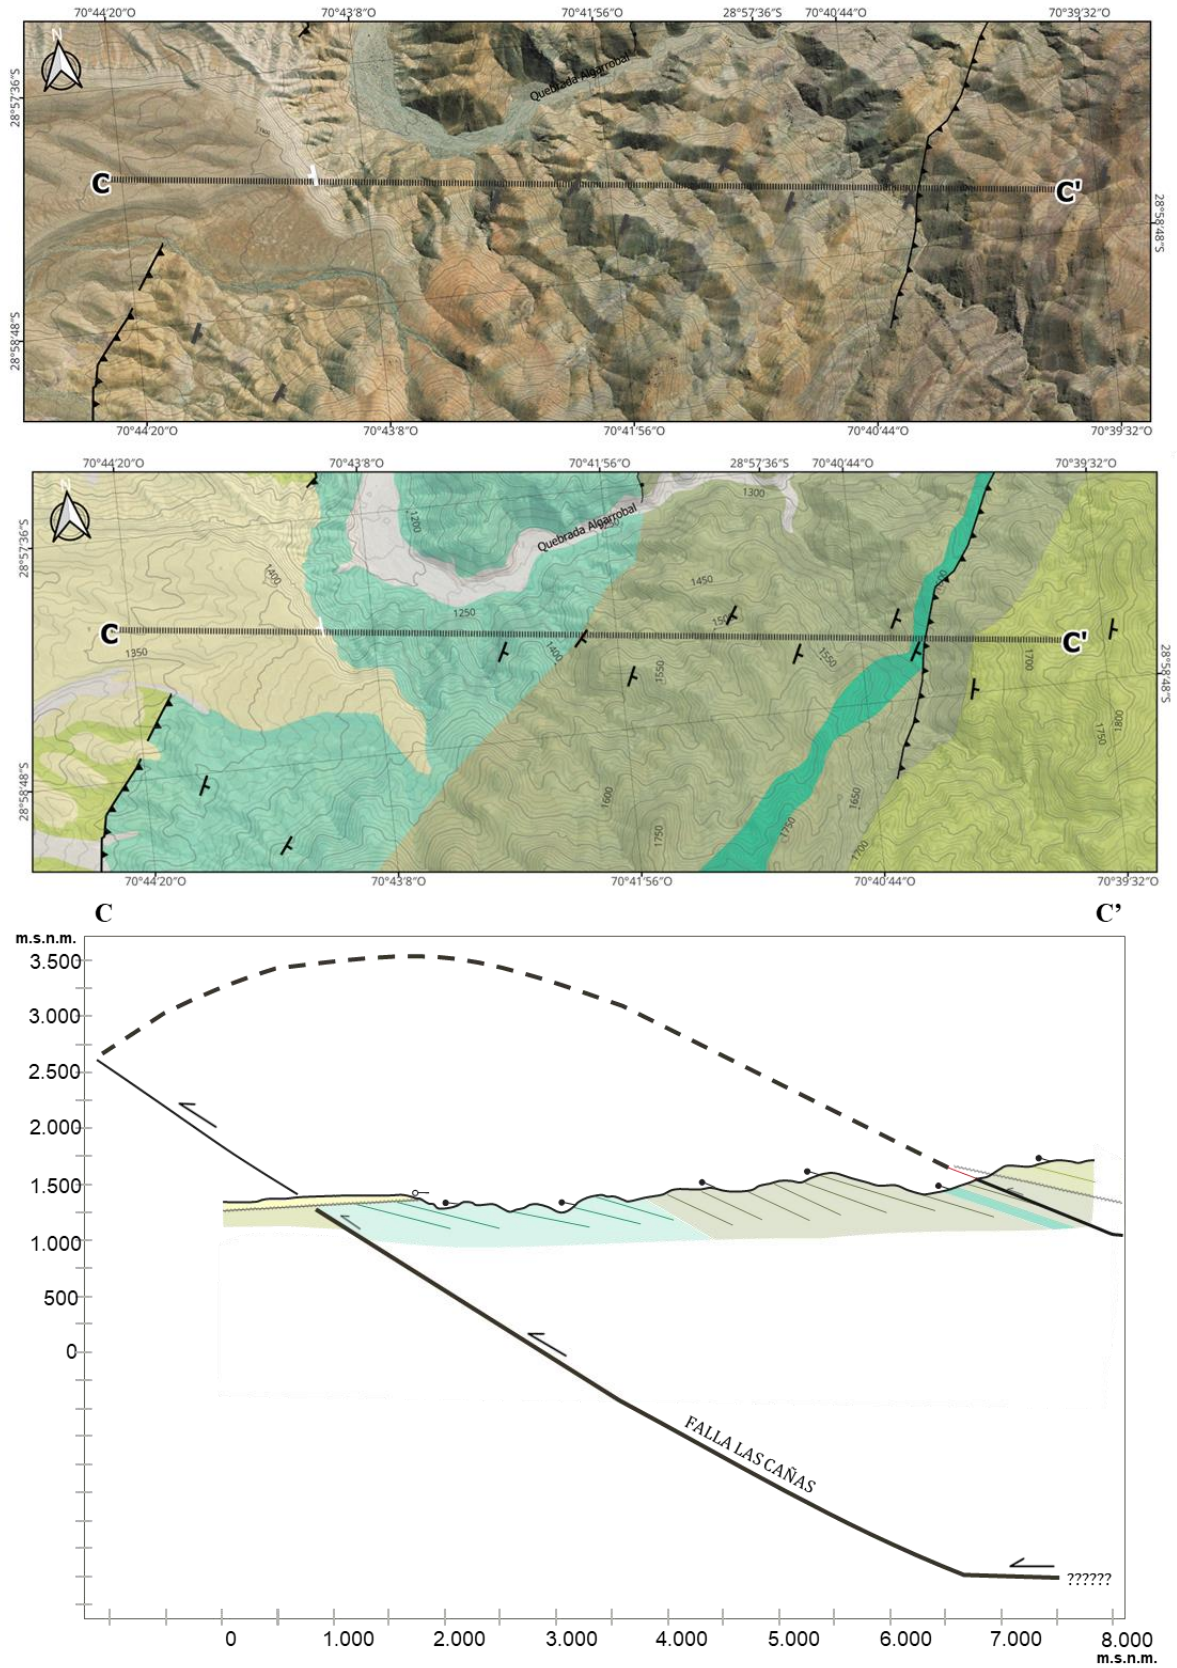 70°44'20"O 70°43'8"O 70°41'56"O 28°57'36"S 70°40'44"O 70°39'32"O
N
28°57'36"S
Quebrada Algarrobal
C C'
28°58'48"S
28°58'48"S
70°44'20"O 70°43'8"O 70°41'56"O 70°40'44"O 70°39'32"O
70°44'20"O 70°43'8"O 70°41'56"O 28°57'36"S 70°40'44"O 70°39'32"O
N
1300
1200
Quebrada Algarrobal
28°57'36"S
1400
1450
1250
C C'
1350
1400
1550
1550
1700
28°58'48"S
1750
1800
28°58'48"S
1600
1650
1750
1750
1700
70°44'20"O 70°43'8"O 70°41'56"O 70°40'44"O 70°39'32"O
C C’
m.s.n.m.
3.500
3.000
2.500
2.000
1.500
1.000
500
0
FALLA LAS CAÑAS
??????
0 1.000 2.000 3.000 4.000 5.000 6.000 7.000 8.000
m.s.n.m.